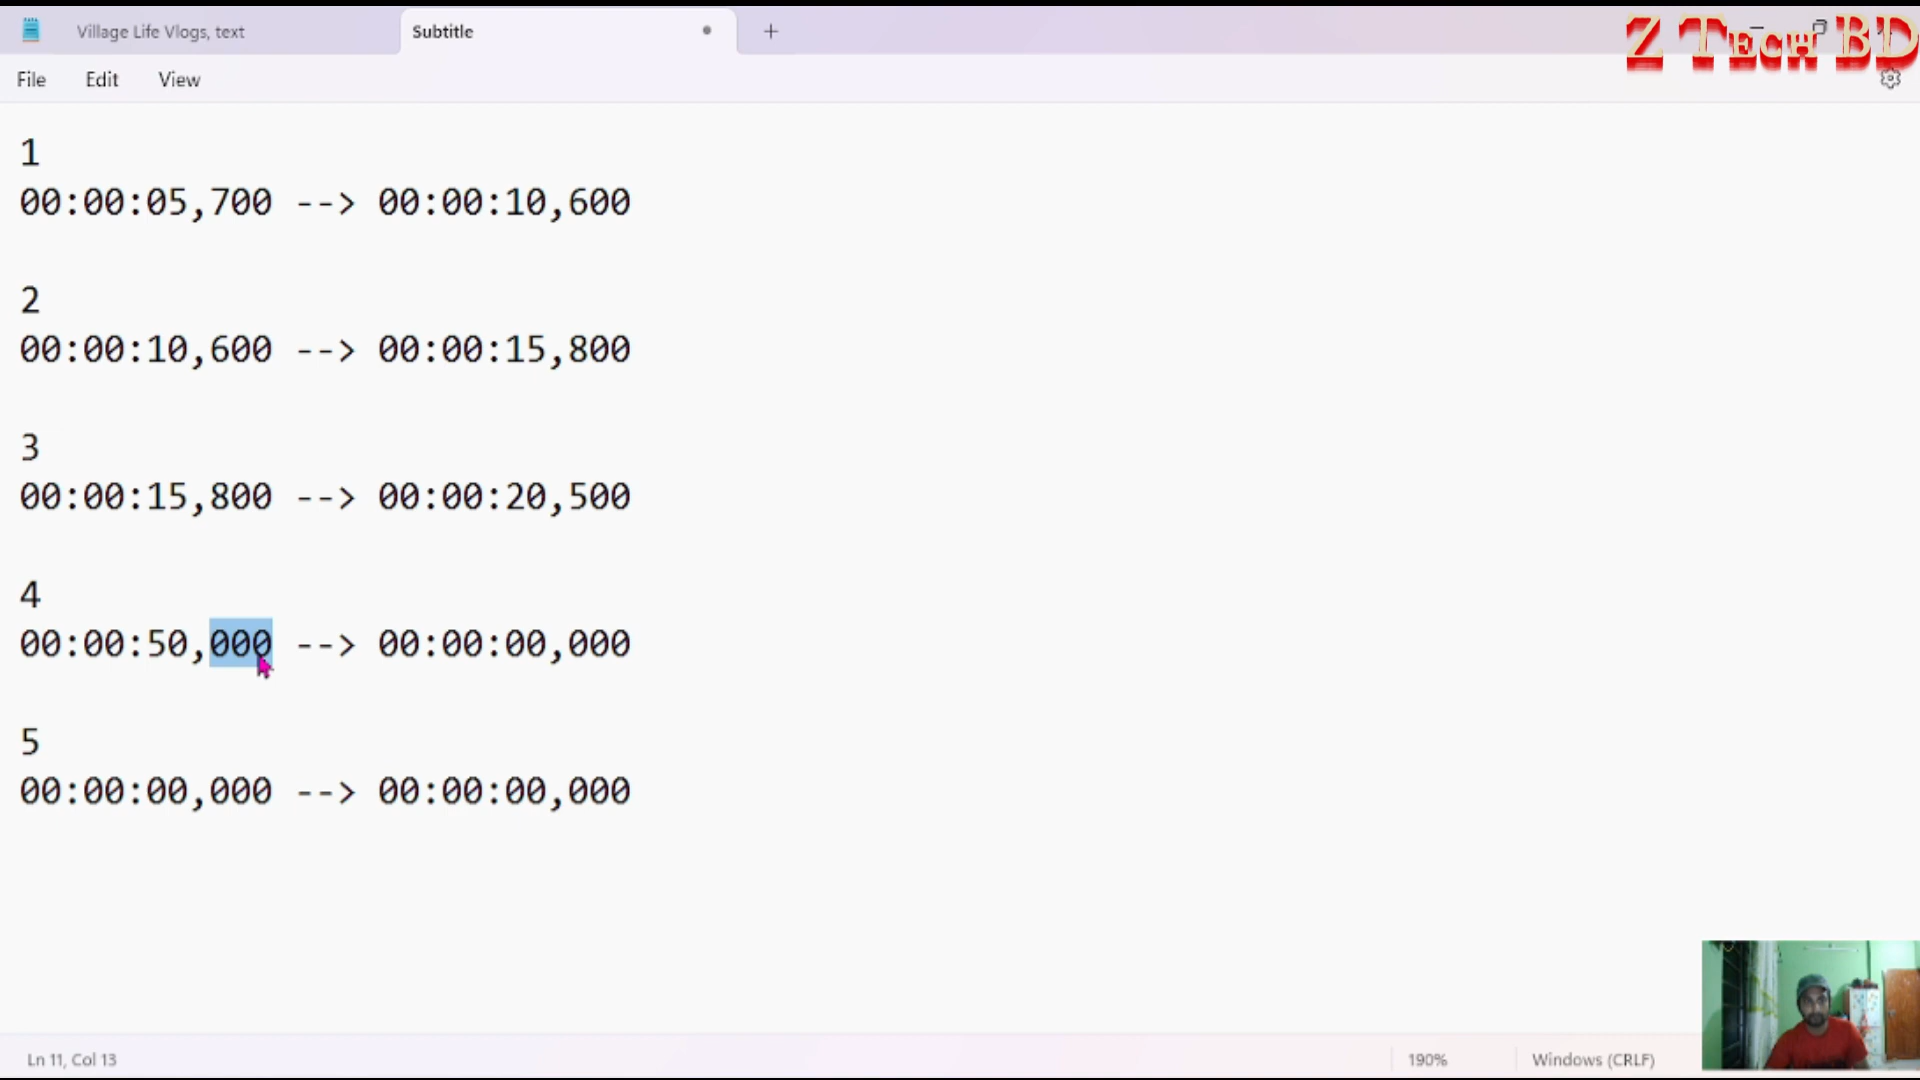 Village Life Vlogs, text
Subtitle
Z Tech BD
File Edit View
1
00:00:05,700 --> 00:00:10,600
2
00:00:10,600 --> 00:00:15,800
3
00:00:15,800 --> 00:00:20,500
4
00:00:50,000 --> 00:00:00,000
5
00:00:00,000 --> 00:00:00,000
Ln 11, Col 13
190%
Windows (CRLF)